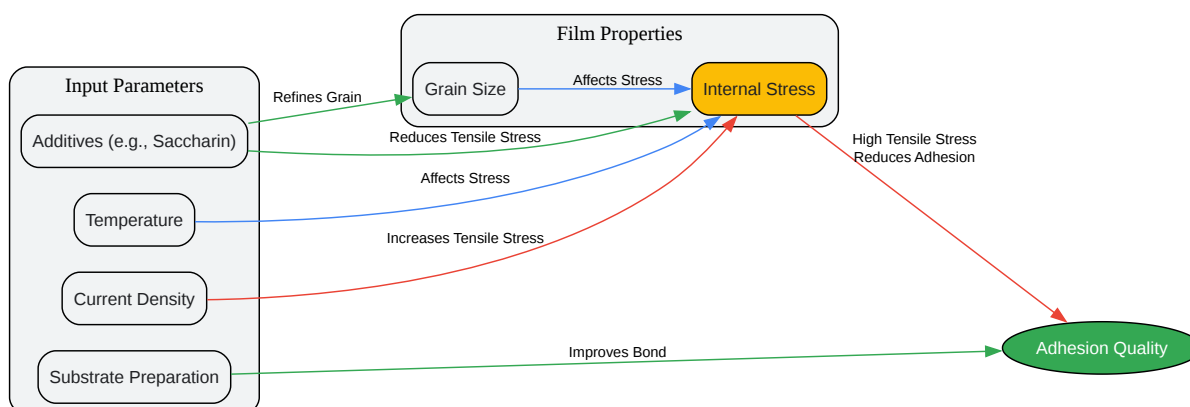 Film Properties
Input Parameters
Grain Size
Affects Stress
Internal Stress
Refines Grain
Additives (e.g., Saccharin)
Reduces Tensile Stress
High Tensile Stress
Reduces Adhesion
Affects Stress
Temperature
Increases Tensile Stress
Current Density
Improves Bond
Adhesion Quality
Substrate Preparation